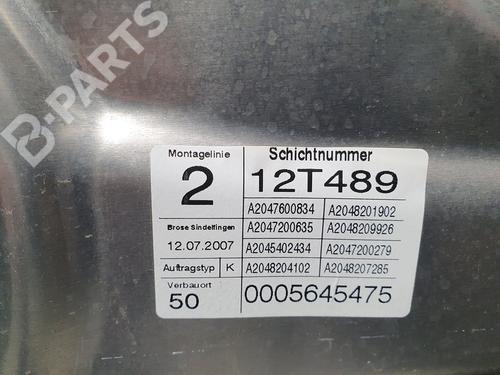 B-PARTS
Montagelinie
Schichtnummer
2
12T489
A2047600834 A2048201902
Brose Sindelfingen
A2047200635 A2048209926
12.07.2007
A2045402434 A2047200279
Auftragstyp K
A2048204102 A2048207285
Verbauort
50
0005645475